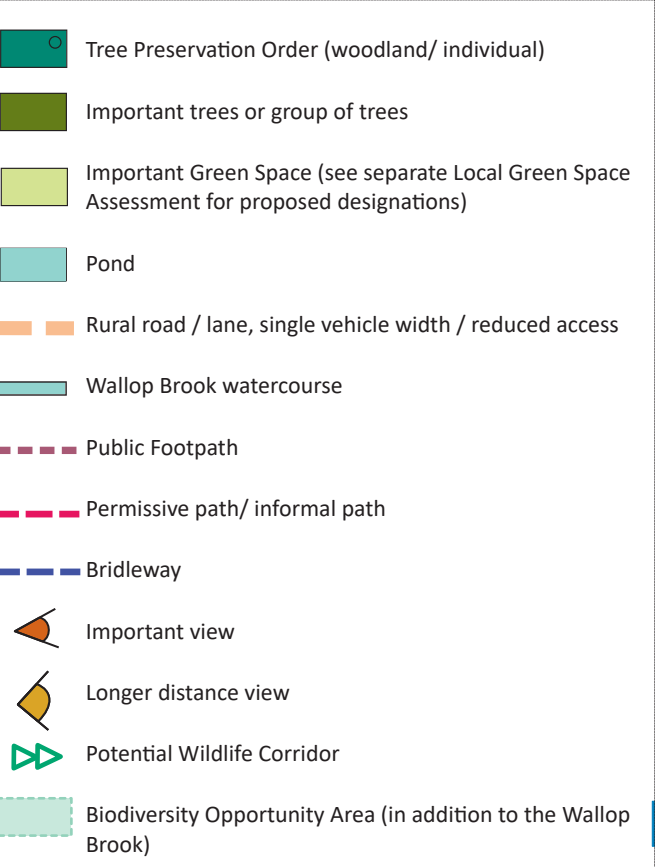 Tree Preservation Order (woodland/ individual)
Important trees or group of trees
Important Green Space (see separate Local Green Space
Assessment for proposed designations)
Pond
Rural road / lane, single vehicle width / reduced access
Wallop Brook watercourse
Public Footpath
Permissive path/ informal path
Bridleway
Important view
Longer distance view
Potential Wildlife Corridor
Biodiversity Opportunity Area (in addition to the Wallop
Brook)